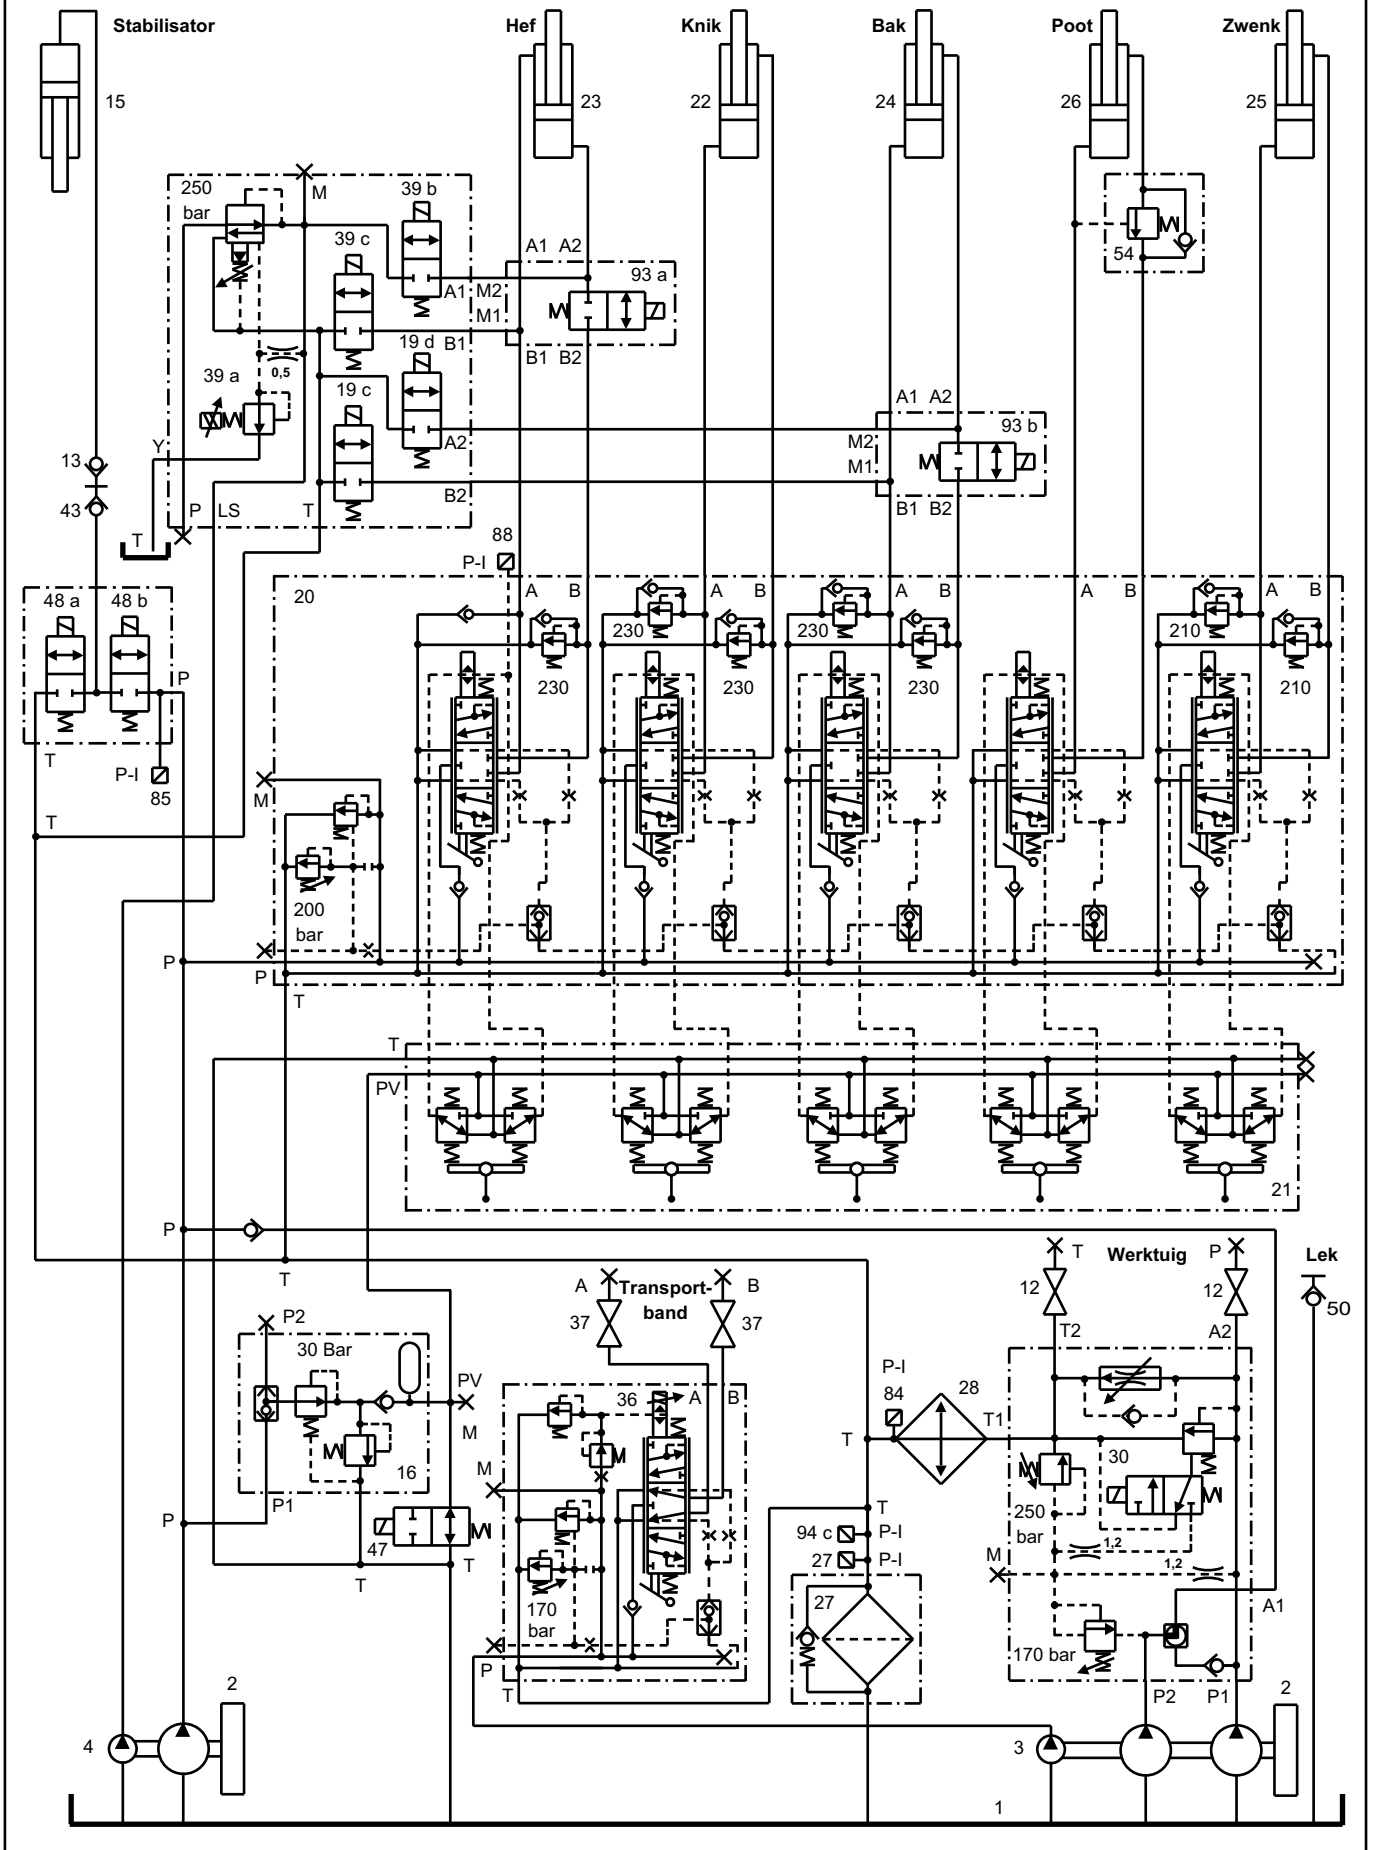 Stabilisator Hef Knik Bak Poot Zwenk
15 23 22 24 26 25
250 bar M 39 b
39 c A1 A2 93 a
54
A1 M2
M1
B1
19 d B1 B2
0,5
39 a 19 c
A1 A2
93 b
Y A2 M2
M1
13
B2
P LS T B1 B2
43
T
88
P-I
48 a 48 b 20 A B A B A B A B A B
230 230 210
P 230 230 230 210
T
P-I
85
M
T
200 bar
P
P
T
T
PV
21
P
T
Werktuig
T P Lek
A Transport-band B
12 12 50
37 37
P2
T2 A2
30 Bar
P-I
84 28
PV
M
36 A B
T T1
30
M
16
P1
250 bar
T
P
47
94 c P-I
1,2
27 P-I
M 1,2
T T
27
170 bar
A1
170 bar
P
T
P2 P1
2 2
4 3
1